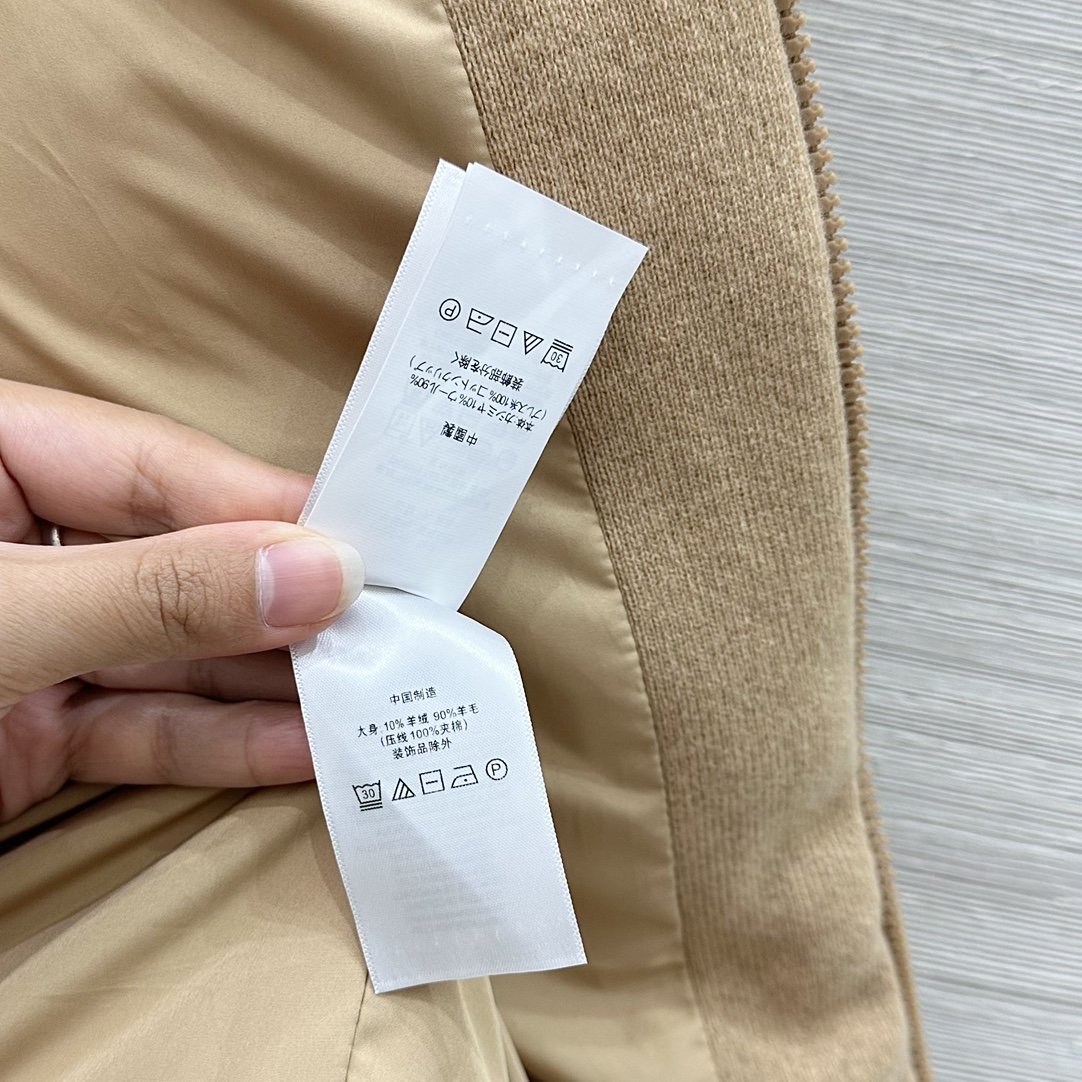 中國製
本体:カシミヤ10% ウール90%
(プレス糸100% コットンクリップ)
装飾部分を除く
30
P
中国制造
大身:10%羊绒 90%羊毛
(压线100%夹棉)
装饰品除外
30
P